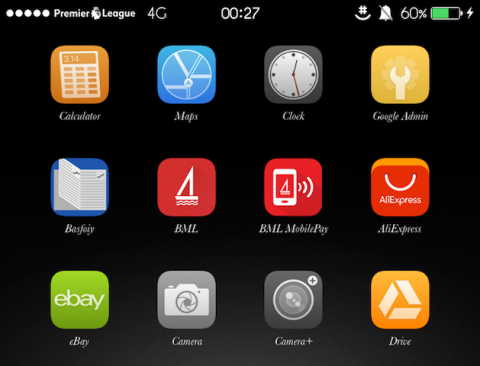 Premier League 4G 00:27 60%
3.14
Calculator Maps Clock Google Admin
AliExpress
Basfoiy BML BML MobilePay AliExpress
ebay
eBay Camera Camera+ Drive